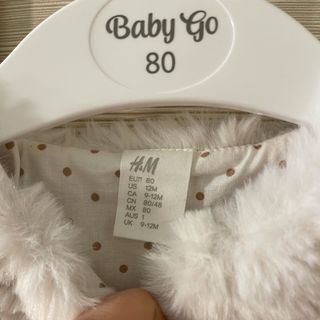 Baby Go
80
H&M
EUR 80
US 12M
CA 9-12M
CN 80/48
MX 80
AUS 1
UK 9-12M